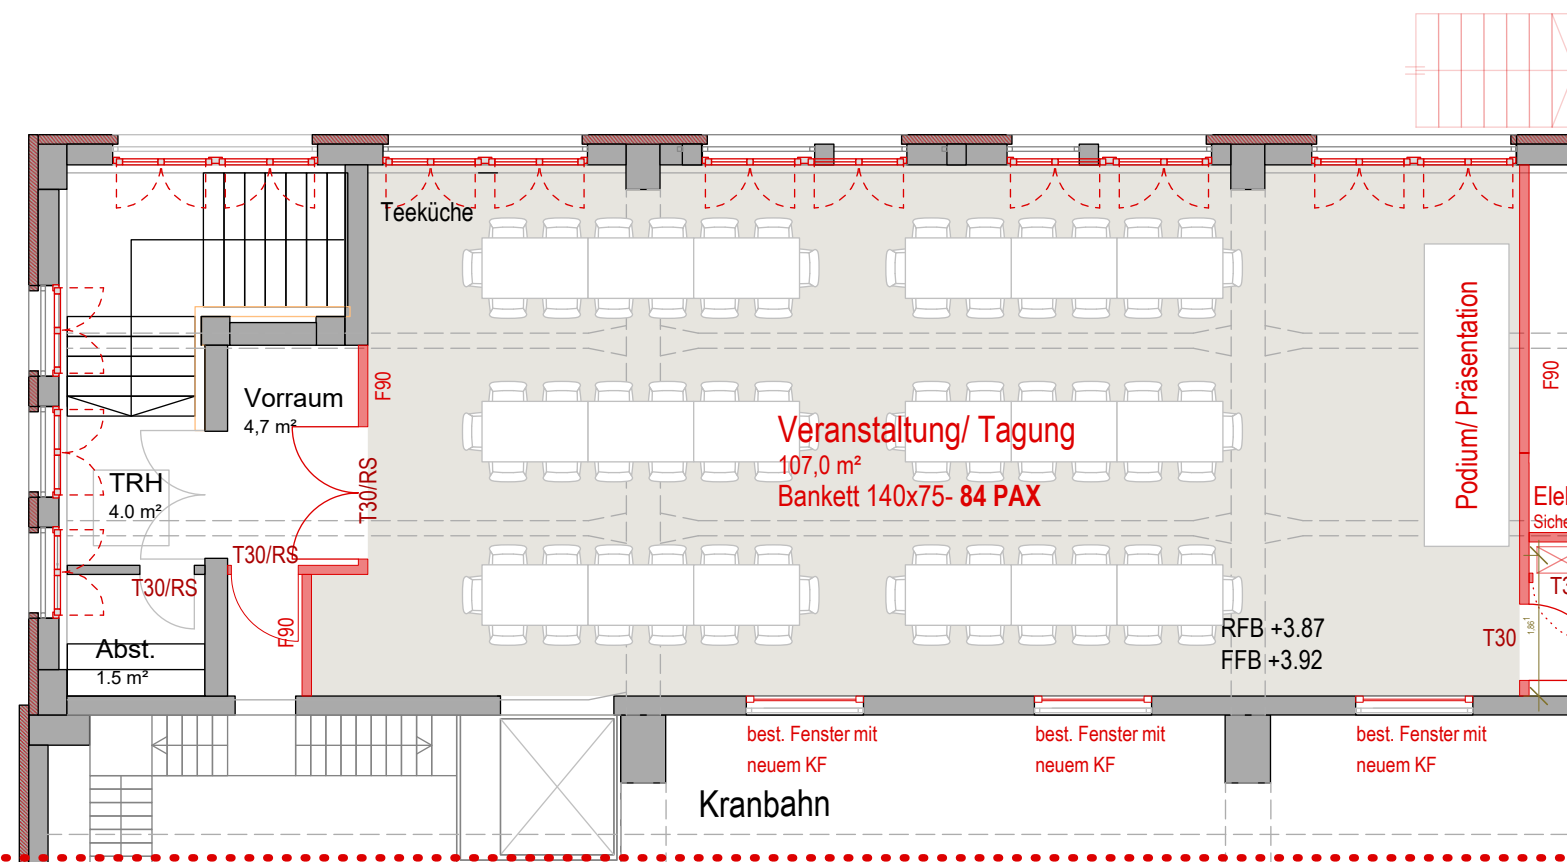 Teeküche
F90
Vorraum
4,7 m²
TRH
4.0 m²
T30/RS
T30/RS
T30/RS
F90
Abst.
1.5 m²
Veranstaltung/ Tagung
107,0 m²
Bankett 140x75- 84 PAX
Podium/ Präsentation
F90
RFB +3.87
FFB +3.92
T30
1.86¹
best. Fenster mit
neuem KF
best. Fenster mit
neuem KF
best. Fenster mit
neuem KF
Kranbahn